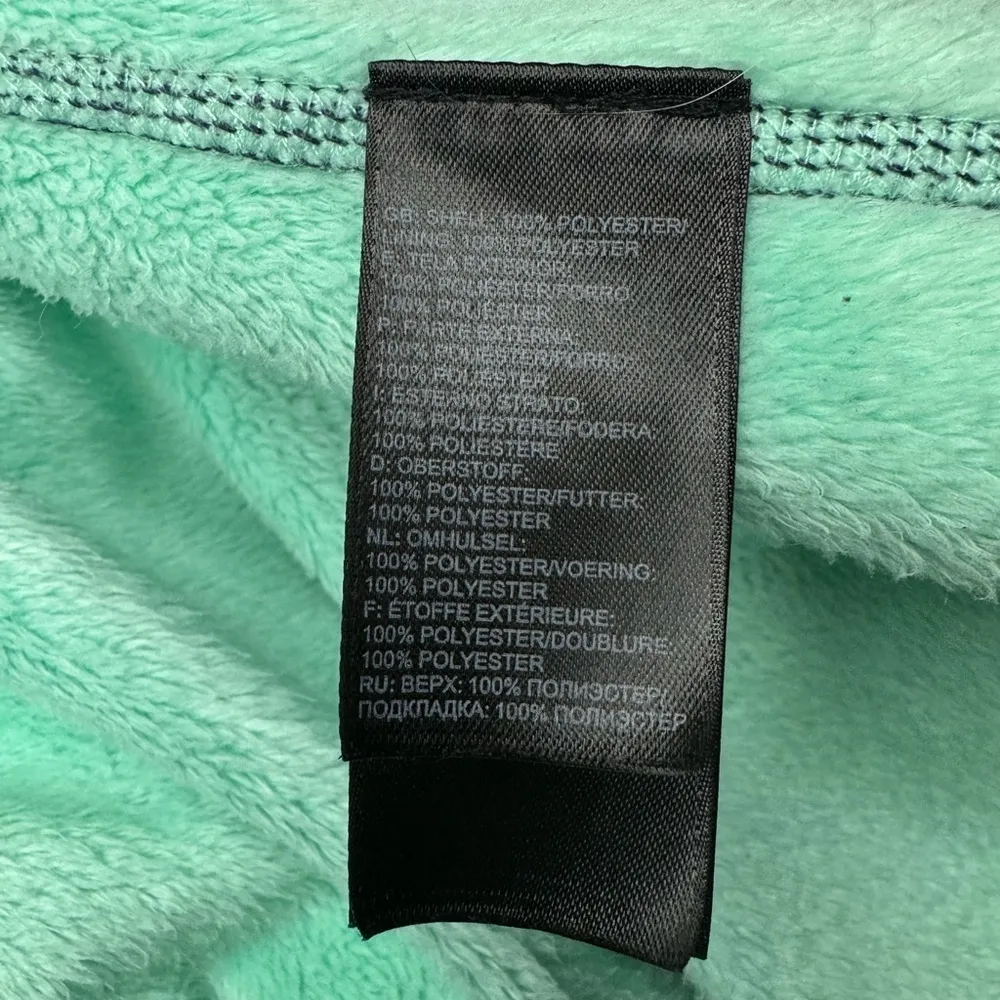 GB: SHELL: 100% POLYESTER/
LINING: 100% POLYESTER
E: TELA EXTERIOR:
100% POLIÉSTER/FORRO:
100% POLIÉSTER
P: PARTE EXTERNA:
100% POLIÉSTER/FORRO:
100% POLIÉSTER
I: ESTERNO STRATO:
100% POLIESTERE/FODERA:
100% POLIESTERE
D: OBERSTOFF:
100% POLYESTER/FUTTER:
100% POLYESTER
NL: OMHULSEL:
100% POLYESTER/VOERING:
100% POLYESTER
F: ÉTOFFE EXTÉRIEURE:
100% POLYESTER/DOUBLURE:
100% POLYESTER
RU: ВЕРХ: 100% ПОЛИЭСТЕР/
ПОДКЛАДКА: 100% ПОЛИЭСТЕР